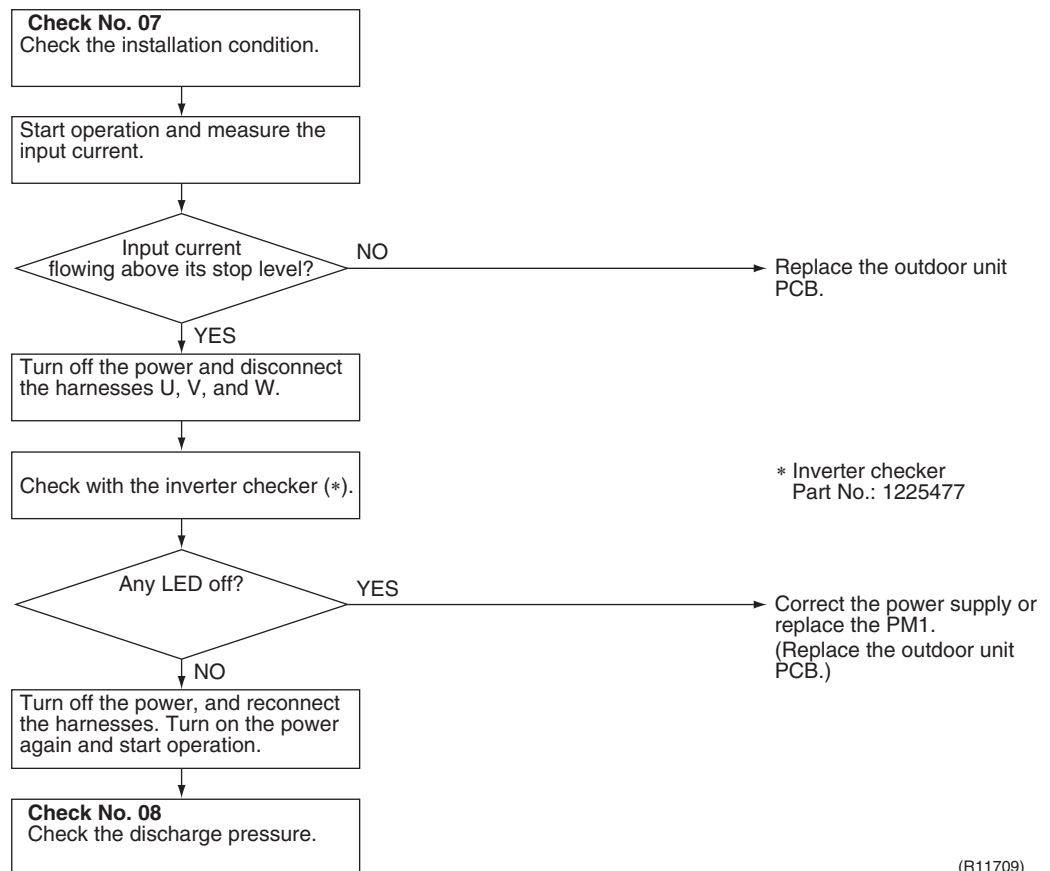 Check No. 07
Check the installation condition.
Start operation and measure the
input current.
Input current
flowing above its stop level?
NO
Replace the outdoor unit
PCB.
YES
Turn off the power and disconnect
the harnesses U, V, and W.
Check with the inverter checker (*).
* Inverter checker
Part No.: 1225477
Any LED off?
YES
Correct the power supply or
replace the PM1.
(Replace the outdoor unit
PCB.)
NO
Turn off the power, and reconnect
the harnesses. Turn on the power
again and start operation.
Check No. 08
Check the discharge pressure.
(R11709)